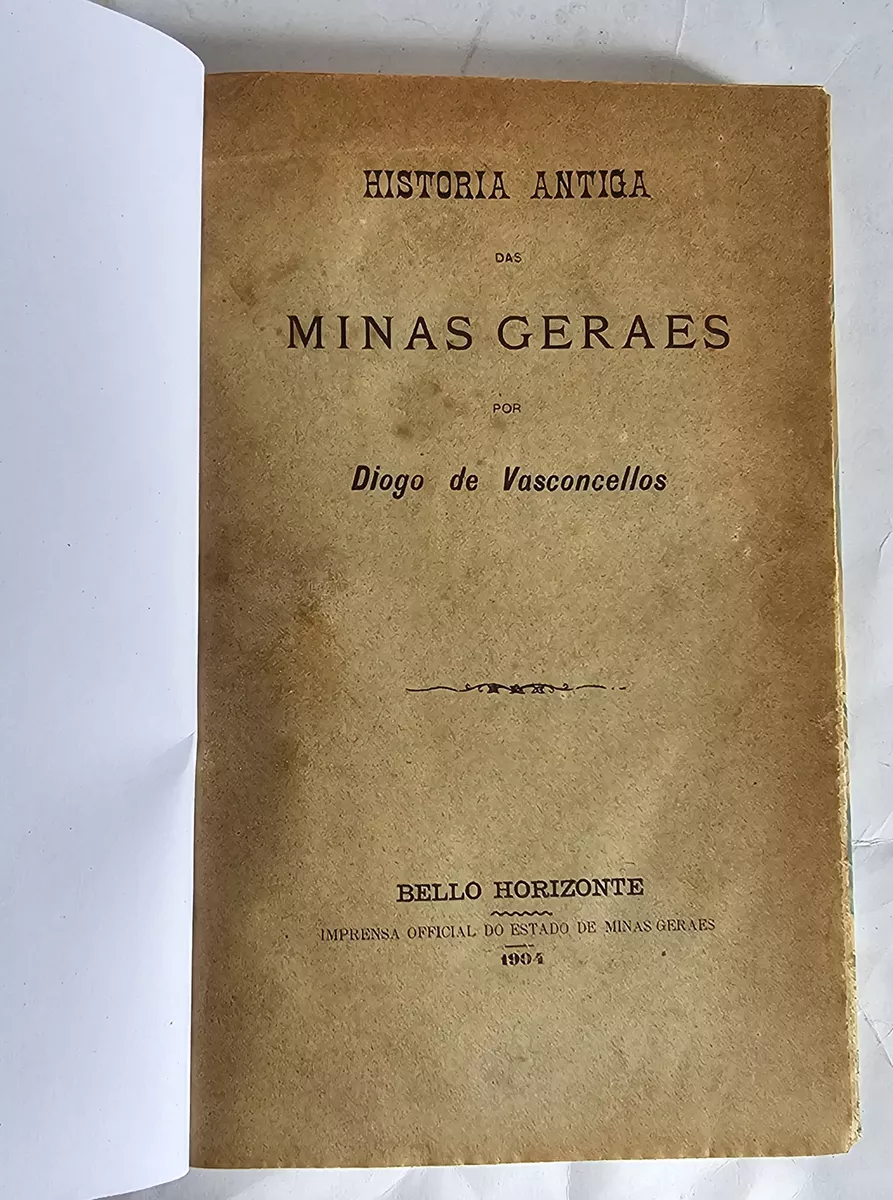 HISTORIA ANTIGA
DAS
MINAS GERAES
POR
Diogo de Vasconcellos
BELLO HORIZONTE
IMPRENSA OFFICIAL DO ESTADO DE MINAS GERAES
1904